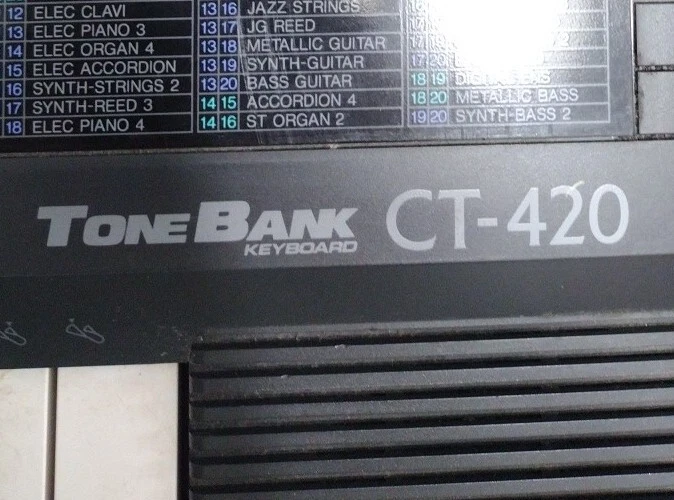 12 ELEC CLAVI
13 ELEC PIANO 3
14 ELEC ORGAN 4
15 ELEC ACCORDION
16 SYNTH-STRINGS 2
17 SYNTH-REED 3
18 ELEC PIANO 4
13 16 JAZZ STRINGS
13 17 JG REED
13 18 METALLIC GUITAR
13 19 SYNTH-GUITAR
13 20 BASS GUITAR
14 15 ACCORDION 4
14 16 ST ORGAN 2
17 20
18 19
18 20 METALLIC BASS
19 20 SYNTH-BASS 2
TONE BANK
KEYBOARD
CT-420